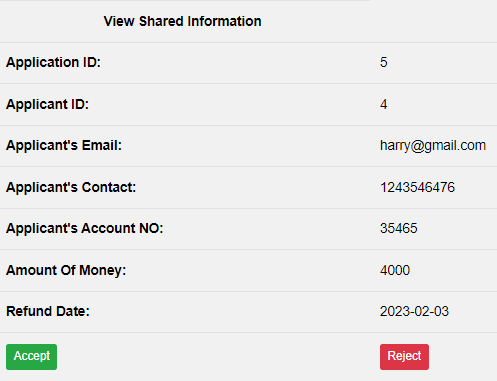 View Shared Information
Application ID: 5
Applicant ID: 4
Applicant's Email: harry@gmail.com
Applicant's Contact: 1243546476
Applicant's Account NO: 35465
Amount Of Money: 4000
Refund Date: 2023-02-03
Accept Reject